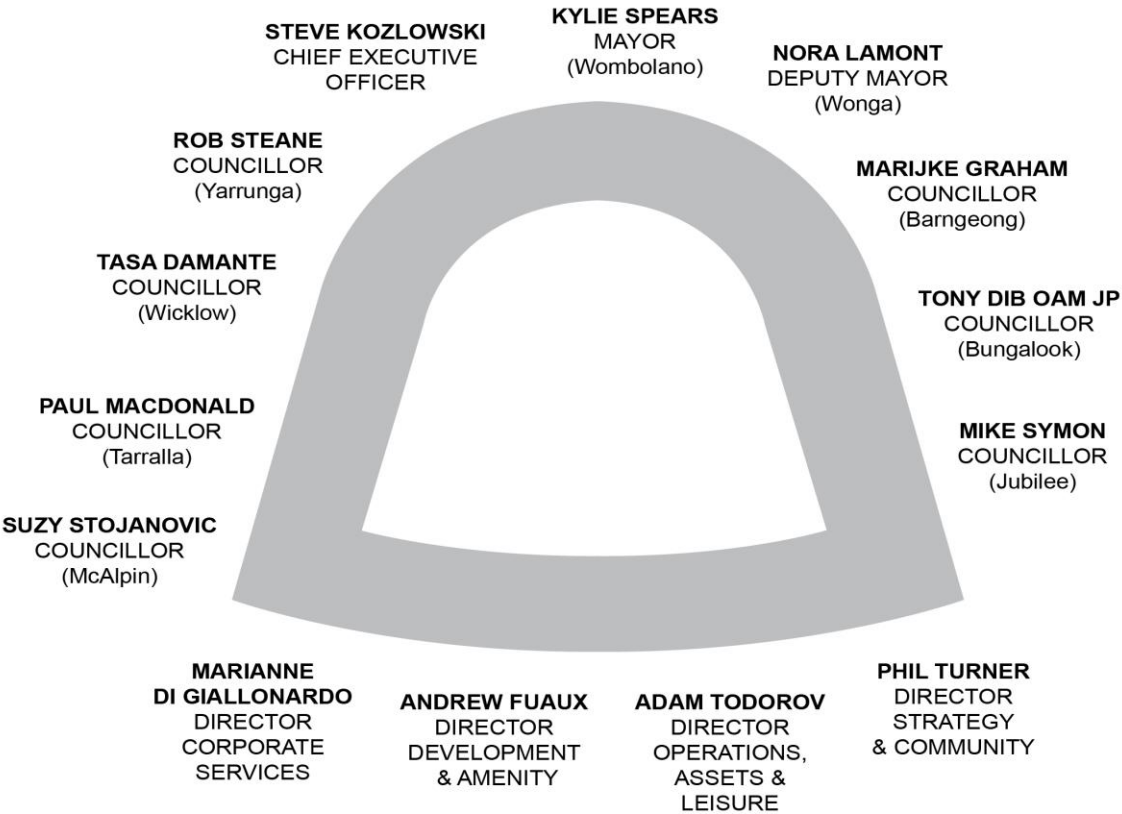 STEVE KOZLOWSKI
CHIEF EXECUTIVE
OFFICER
KYLIE SPEARS
MAYOR
(Wombolano)
NORA LAMONT
DEPUTY MAYOR
(Wonga)
ROB STEANE
COUNCILLOR
(Yarrunga)
MARIJKE GRAHAM
COUNCILLOR
(Barngeong)
TASA DAMANTE
COUNCILLOR
(Wicklow)
TONY DIB OAM JP
COUNCILLOR
(Bungalook)
PAUL MACDONALD
COUNCILLOR
(Tarralla)
MIKE SYMON
COUNCILLOR
(Jubilee)
SUZY STOJANOVIC
COUNCILLOR
(McAlpin)
MARIANNE
DI GIALLONARDO
DIRECTOR
CORPORATE
SERVICES
ANDREW FUAUX
DIRECTOR
DEVELOPMENT
& AMENITY
ADAM TODOROV
DIRECTOR
OPERATIONS,
ASSETS &
LEISURE
PHIL TURNER
DIRECTOR
STRATEGY
& COMMUNITY